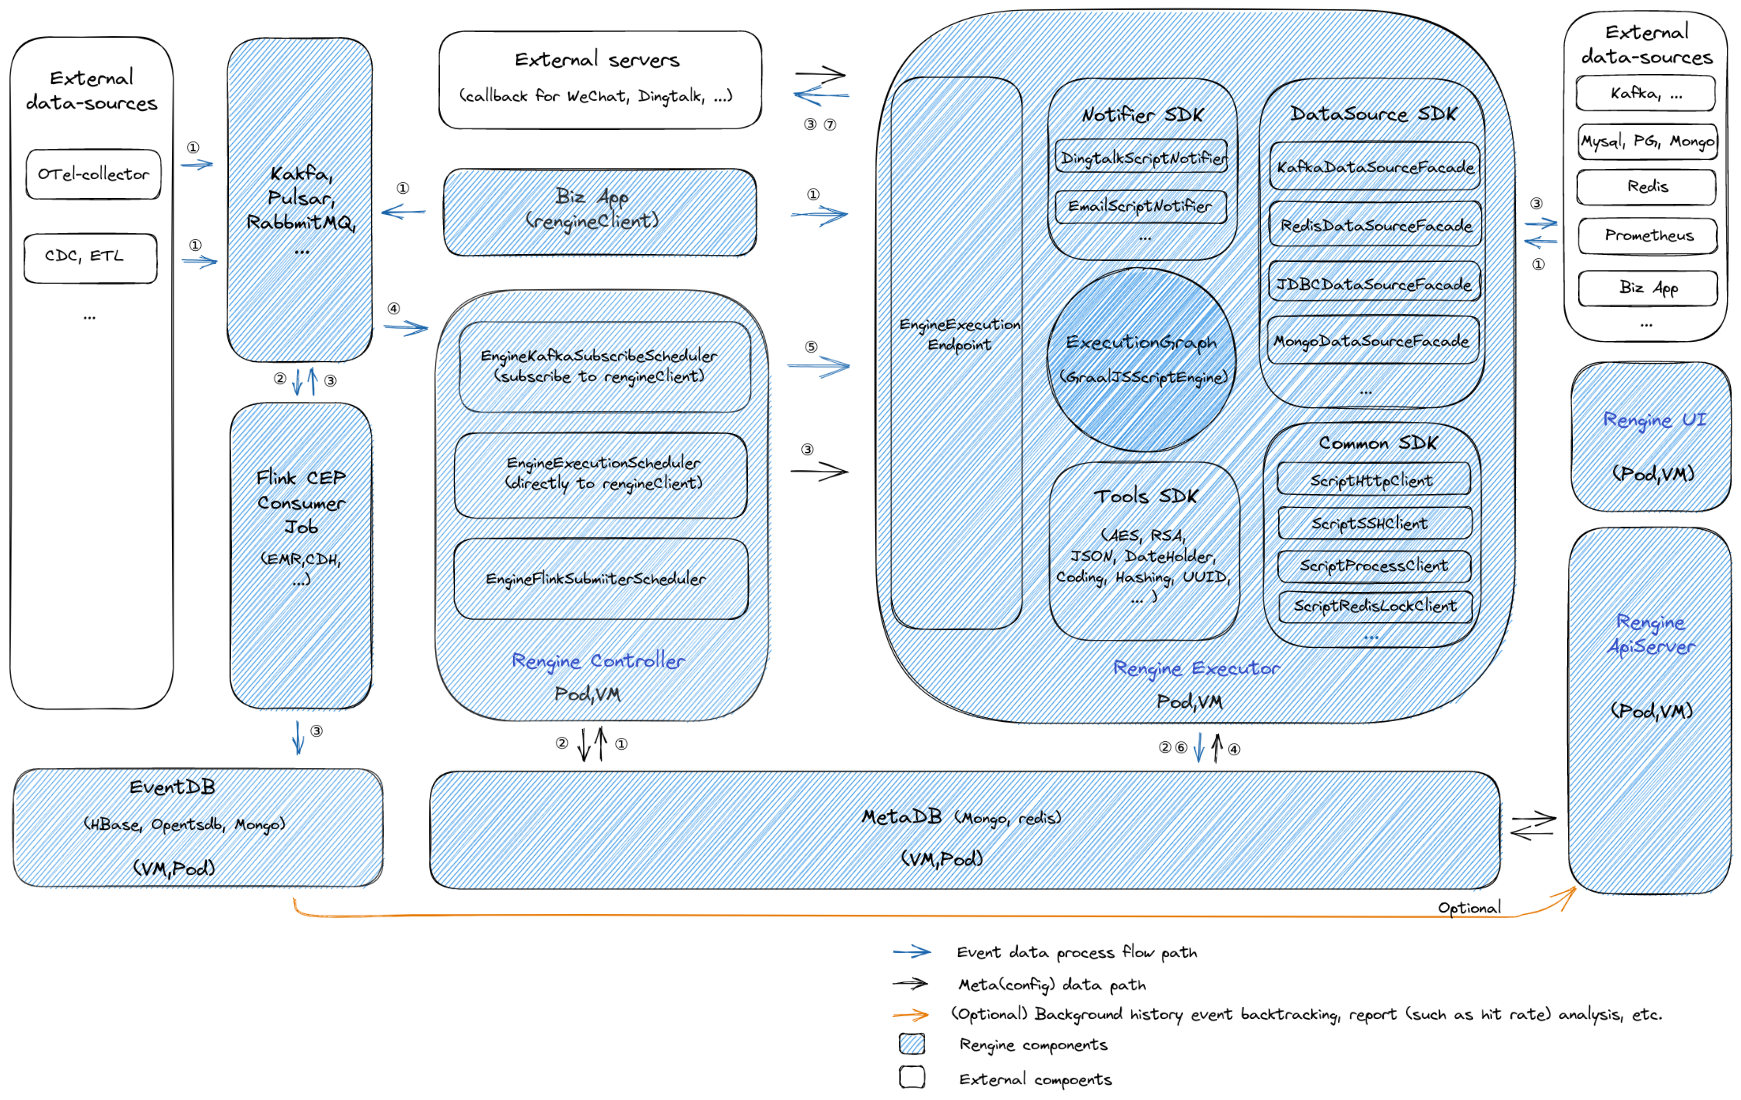 External
data-sources
OTel-collector
CDC, ETL
...
①
①
Kakfa,
Pulsar,
RabbmitMQ,
...
② ③
Flink CEP
Consumer
Job
(EMR,CDH,
...)
③
EventDB
(HBase, Opentsdb, Mongo)
(VM,Pod)
External servers
(callback for WeChat, Dingtalk, ...)
③ ⑦
①
Biz App
(rengineClient)
①
④
EngineKafkaSubscribeScheduler
(subscribe to rengineClient)
⑤
EngineExecutionScheduler
(directly to rengineClient)
③
EngineFlinkSubmiiterScheduler
Rengine Controller
Pod,VM
② ①
EngineExecution
Endpoint
Notifier SDK
DingtalkScriptNotifier
EmailScriptNotifier
...
ExecutionGraph
(GraalJSScriptEngine)
Tools SDK
(AES, RSA,
JSON, DateHolder,
Coding, Hashing, UUID,
... )
DataSource SDK
KafkaDataSourceFacade
RedisDataSourceFacade
JDBCDataSourceFacade
MongoDataSourceFacade
...
Common SDK
ScriptHttpClient
ScriptSSHClient
ScriptProcessClient
ScriptRedisLockClient
...
Rengine Executor
Pod,VM
②⑥ ④
MetaDB (Mongo, redis)
(VM,Pod)
③
①
External
data-sources
Kafka, ...
Mysql, PG, Mongo
Redis
Prometheus
Biz App
...
Rengine UI
(Pod,VM)
Rengine
ApiServer
(Pod,VM)
Optional
Event data process flow path
Meta(config) data path
(Optional) Background history event backtracking, report (such as hit rate) analysis, etc.
Rengine components
External compoents